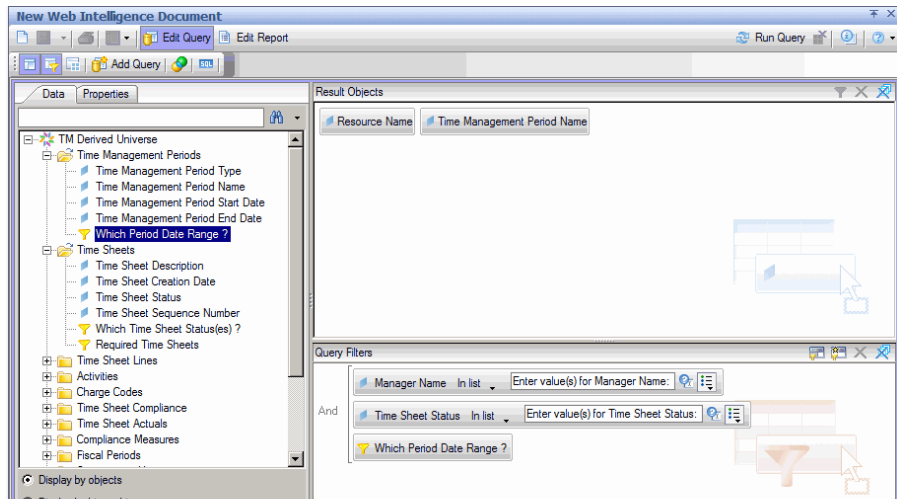 New Web Intelligence Document
Edit Query Edit Report Run Query
Add Query SQL
Data Properties
TM Derived Universe
Time Management Periods
Time Management Period Type
Time Management Period Name
Time Management Period Start Date
Time Management Period End Date
Which Period Date Range ?
Time Sheets
Time Sheet Description
Time Sheet Creation Date
Time Sheet Status
Time Sheet Sequence Number
Which Time Sheet Status(es) ?
Required Time Sheets
Time Sheet Lines
Activities
Charge Codes
Time Sheet Compliance
Time Sheet Actuals
Compliance Measures
Fiscal Periods
Display by objects
Result Objects
Resource Name Time Management Period Name
Query Filters
Manager Name In list Enter value(s) for Manager Name:
And
Time Sheet Status In list Enter value(s) for Time Sheet Status:
Which Period Date Range ?